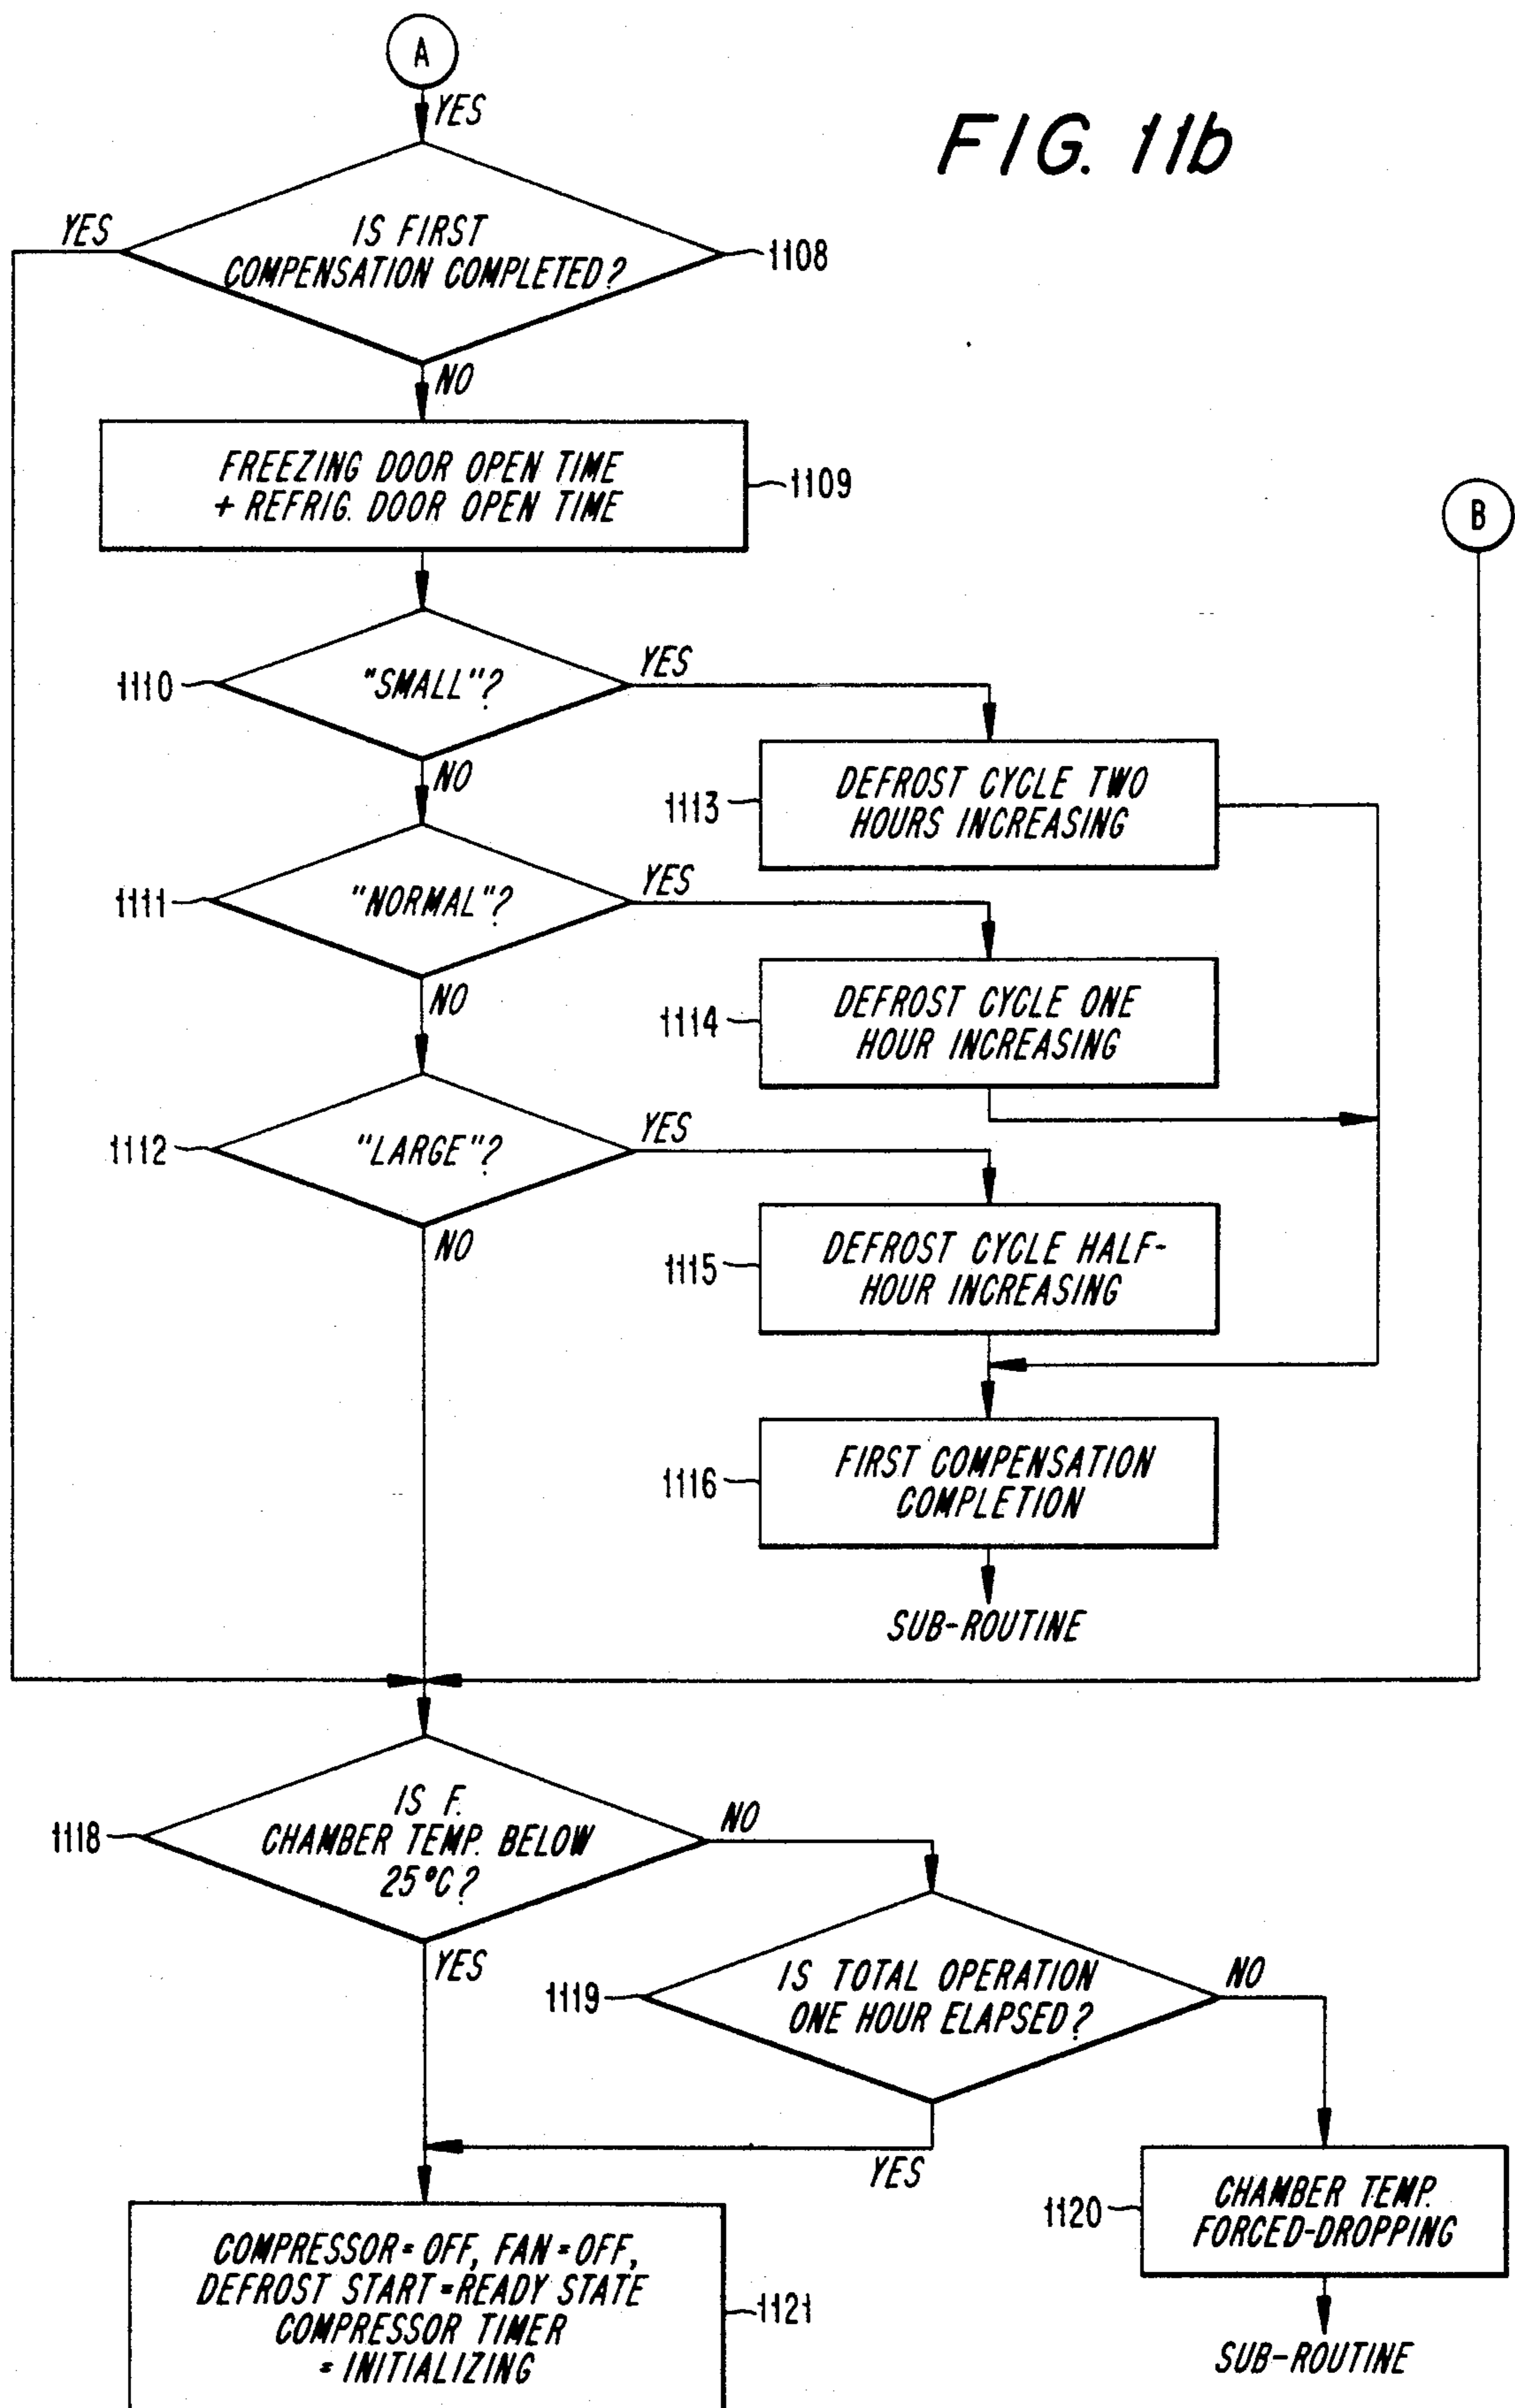 A
YES
FIG. 11b
YES
IS FIRST
COMPENSATION COMPLETED?
1108
NO
FREEZING DOOR OPEN TIME
+ REFRIG. DOOR OPEN TIME
1109
B
1110
"SMALL"?
YES
NO
1113
DEFROST CYCLE TWO
HOURS INCREASING
1111
"NORMAL"?
YES
NO
1114
DEFROST CYCLE ONE
HOUR INCREASING
1112
"LARGE"?
YES
NO
1115
DEFROST CYCLE HALF-
HOUR INCREASING
1116
FIRST COMPENSATION
COMPLETION
SUB-ROUTINE
1118
IS F.
CHAMBER TEMP. BELOW
25°C?
NO
YES
1119
IS TOTAL OPERATION
ONE HOUR ELAPSED?
NO
YES
1120
CHAMBER TEMP.
FORCED-DROPPING
SUB-ROUTINE
COMPRESSOR=OFF, FAN=OFF,
DEFROST START=READY STATE
COMPRESSOR TIMER
= INITIALIZING
1121